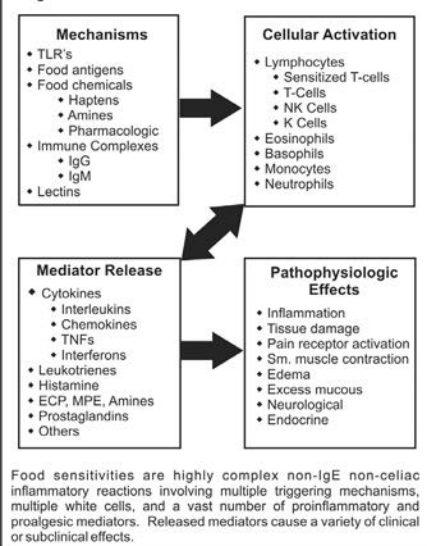 Mechanisms
◆ TLR's
◆ Food antigens
◆ Food chemicals
◆ Haptens
◆ Amines
◆ Pharmacologic
◆ Immune Complexes
◆ IgG
◆ IgM
◆ Lectins
Cellular Activation
◆ Lymphocytes
◆ Sensitized T-cells
◆ T-Cells
◆ NK Cells
◆ K Cells
◆ Eosinophils
◆ Basophils
◆ Monocytes
◆ Neutrophils
Mediator Release
◆ Cytokines
◆ Interleukins
◆ Chemokines
◆ TNFs
◆ Interferons
◆ Leukotrienes
◆ Histamine
◆ ECP, MPE, Amines
◆ Prostaglandins
◆ Others
Pathophysiologic
Effects
◆ Inflammation
◆ Tissue damage
◆ Pain receptor activation
◆ Sm. muscle contraction
◆ Edema
◆ Excess mucous
◆ Neurological
◆ Endocrine
Food sensitivities are highly complex non-IgE non-celiac
inflammatory reactions involving multiple triggering mechanisms,
multiple white cells, and a vast number of proinflammatory and
proalgesic mediators. Released mediators cause a variety of clinical
or subclinical effects.